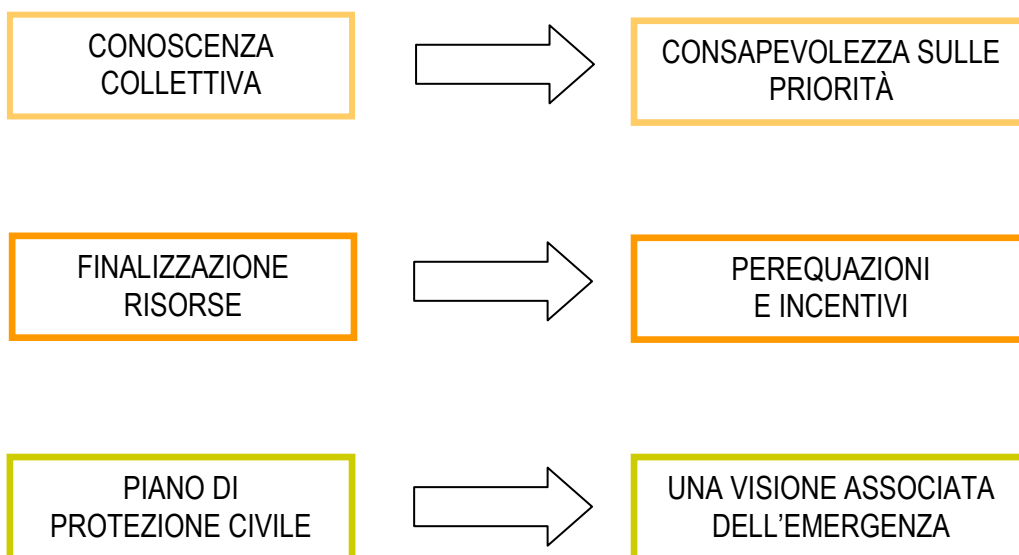 CONOSCENZA
COLLETTIVA
CONSAPEVOLEZZA SULLE
PRIORITÀ
FINALIZZAZIONE
RISORSE
PEREQUAZIONI
E INCENTIVI
PIANO DI
PROTEZIONE CIVILE
UNA VISIONE ASSOCIATA
DELL'EMERGENZA